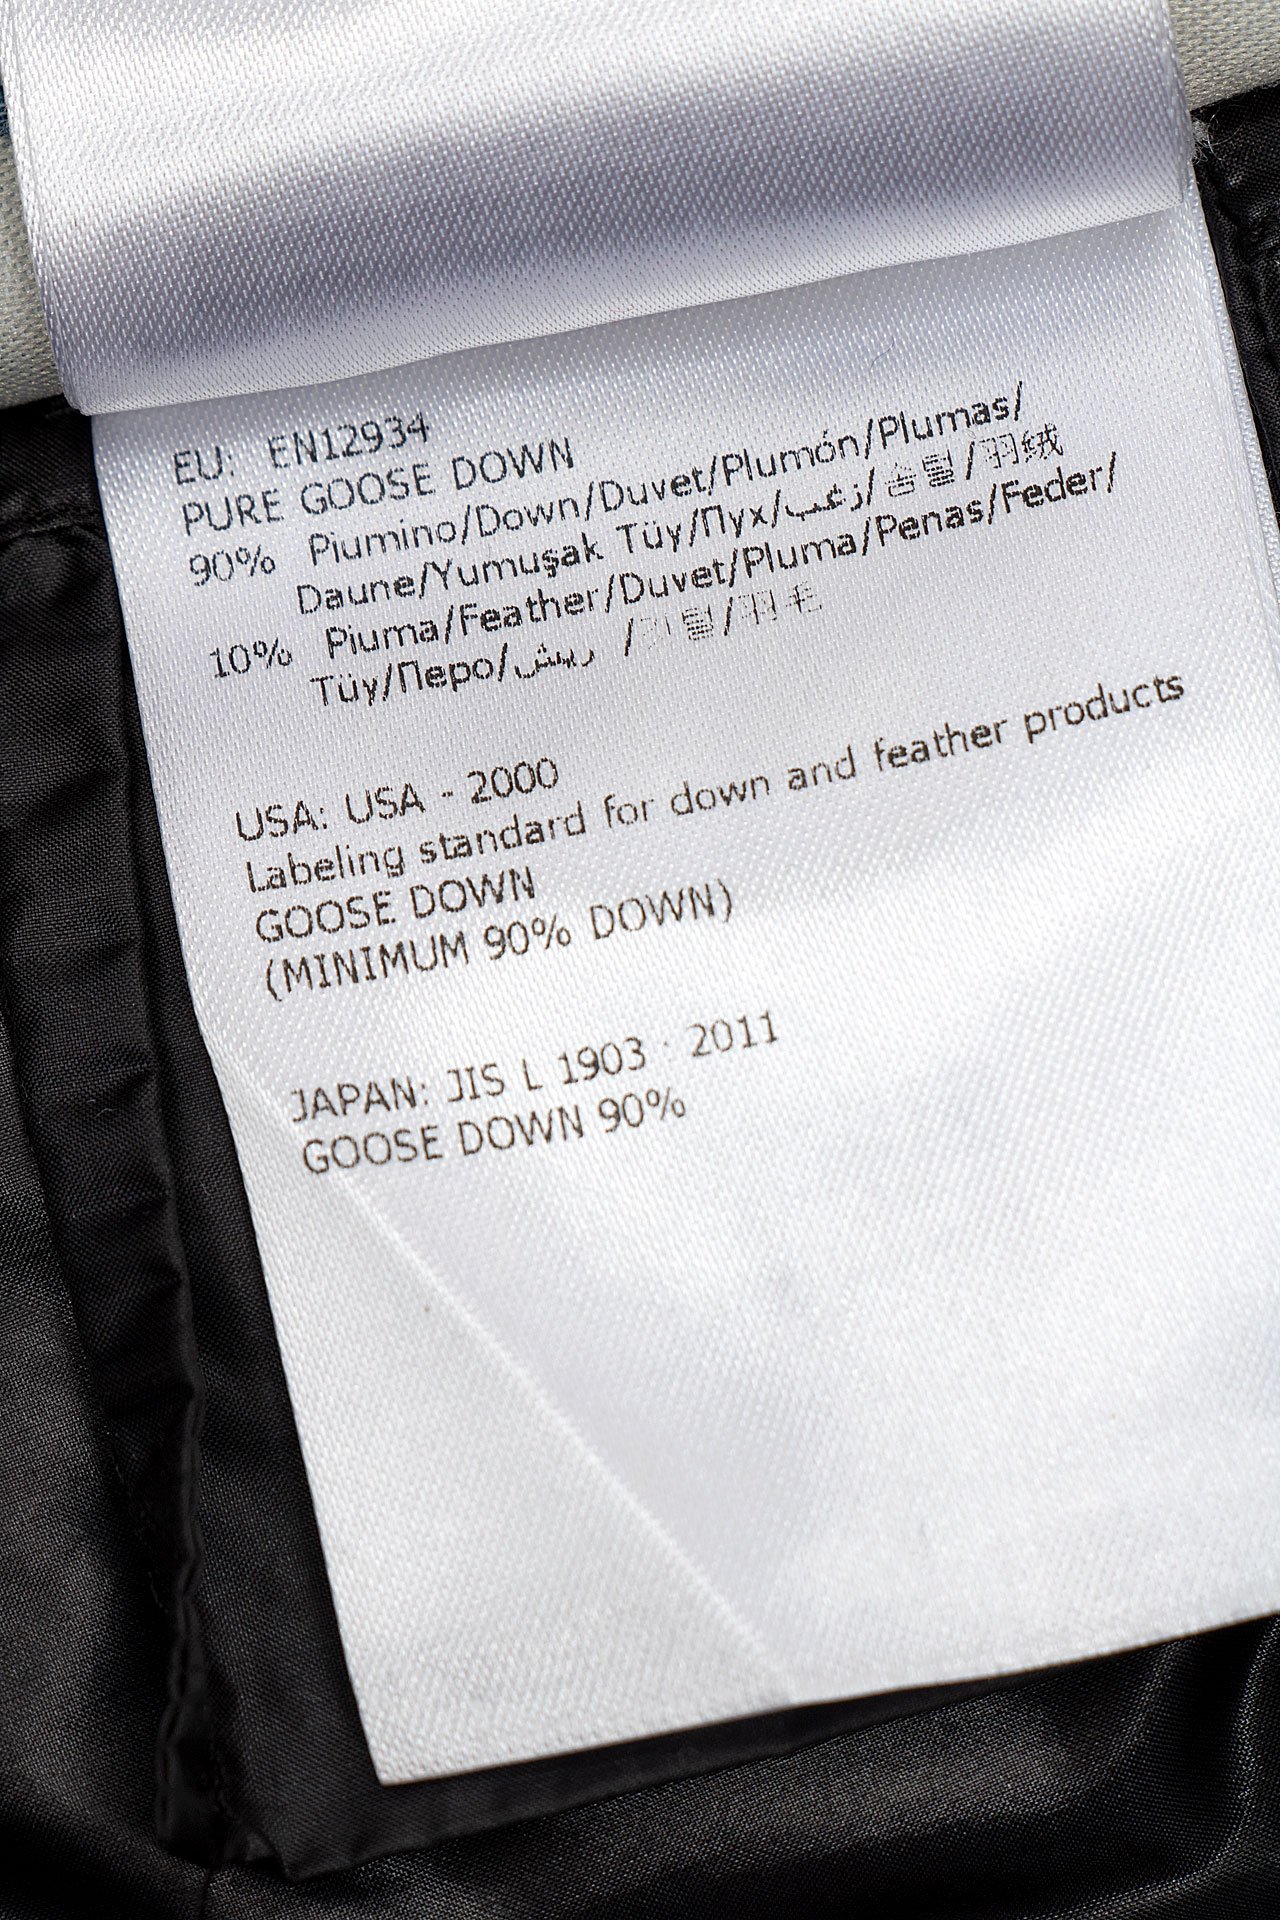 EU: EN12934
PURE GOOSE DOWN
90% Piumino/Down/Duvet/Plumón/Plumas/
Daune/Yumuşak Tüy/Пух/زغب/솜털/羽绒
10% Piuma/Feather/Duvet/Pluma/Penas/Feder/
Tüy/Перо/ريش /깃털/羽毛
USA: USA - 2000
Labeling standard for down and feather products
GOOSE DOWN
(MINIMUM 90% DOWN)
JAPAN: JIS L 1903 : 2011
GOOSE DOWN 90%